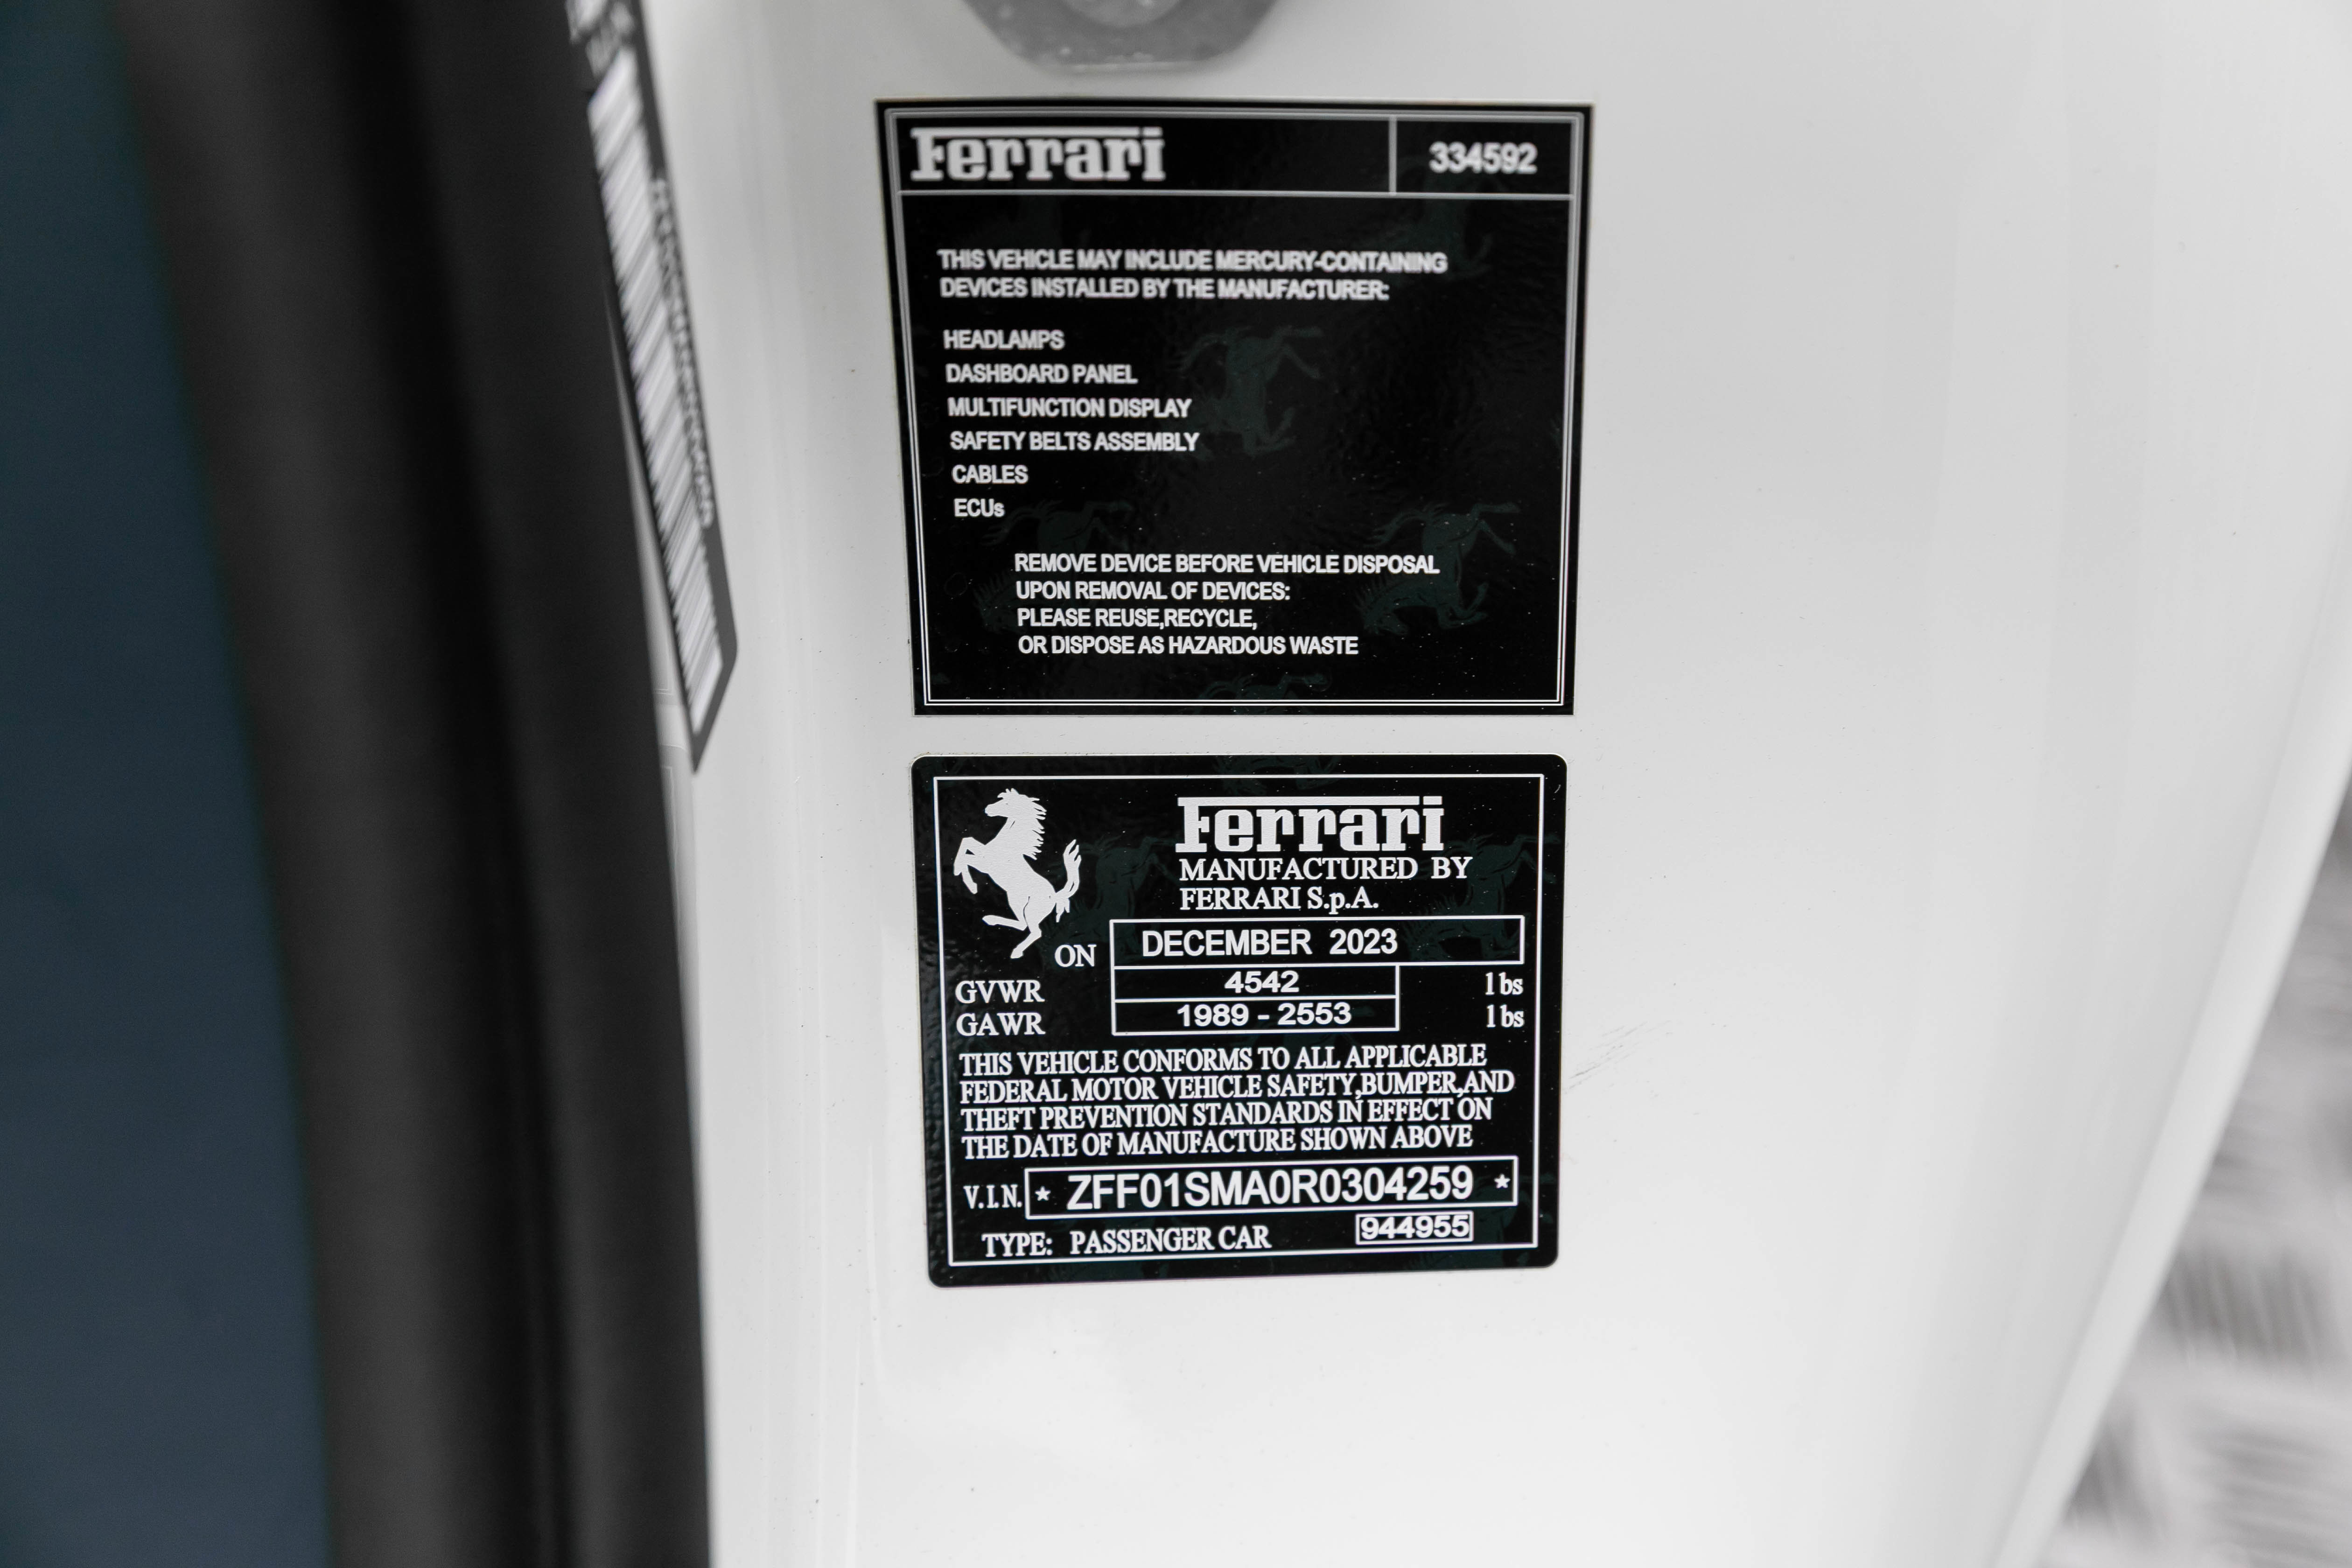 Ferrari 334592
THIS VEHICLE MAY INCLUDE MERCURY-CONTAINING
DEVICES INSTALLED BY THE MANUFACTURER:
HEADLAMPS
DASHBOARD PANEL
MULTIFUNCTION DISPLAY
SAFETY BELTS ASSEMBLY
CABLES
ECUs
REMOVE DEVICE BEFORE VEHICLE DISPOSAL
UPON REMOVAL OF DEVICES:
PLEASE REUSE,RECYCLE,
OR DISPOSE AS HAZARDOUS WASTE
Ferrari
MANUFACTURED BY
FERRARI S.p.A.
ON DECEMBER 2023
GVWR 4542 lbs
GAWR 1989 - 2553 lbs
THIS VEHICLE CONFORMS TO ALL APPLICABLE
FEDERAL MOTOR VEHICLE SAFETY,BUMPER,AND
THEFT PREVENTION STANDARDS IN EFFECT ON
THE DATE OF MANUFACTURE SHOWN ABOVE
V.I.N. * ZFF01SMA0R0304259 *
TYPE: PASSENGER CAR 944955